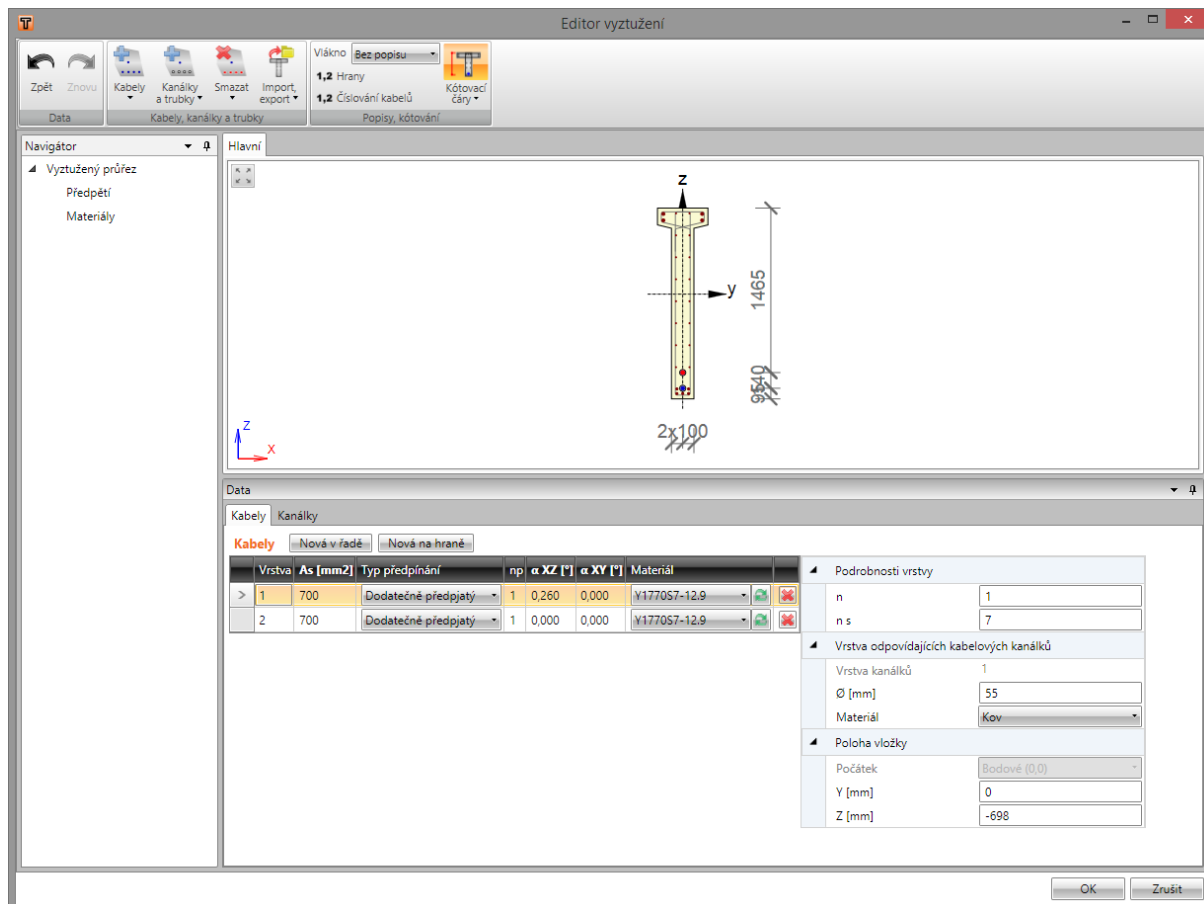 Editor vyztužení
Zpět
Znovu
Data
Kabely
Kanálky
a trubky
Smazat
Import,
export
Kabely, kanálky a trubky
Vlákno Bez popisu
1,2 Hrany
1,2 Číslování kabelů
Kótovací
čáry
Popisy, kótování
Navigátor
Vyztužený průřez
Předpětí
Materiály
Hlavní
z
y
1465
2x100
Z
X
Data
Kabely Kanálky
Kabely Nová v řadě Nová na hraně
Vrstva As [mm2] Typ předpínání np α XZ [°] α XY [°] Materiál
> 1 700 Dodatečně předpjatý 1 0,260 0,000 Y1770S7-12.9
2 700 Dodatečně předpjatý 1 0,000 0,000 Y1770S7-12.9
Podrobnosti vrstvy
n 1
n s 7
Vrstva odpovídajících kabelových kanálků
Vrstva kanálků 1
Ø [mm] 55
Materiál Kov
Poloha vložky
Počátek Bodové (0,0)
Y [mm] 0
Z [mm] -698
OK Zrušit